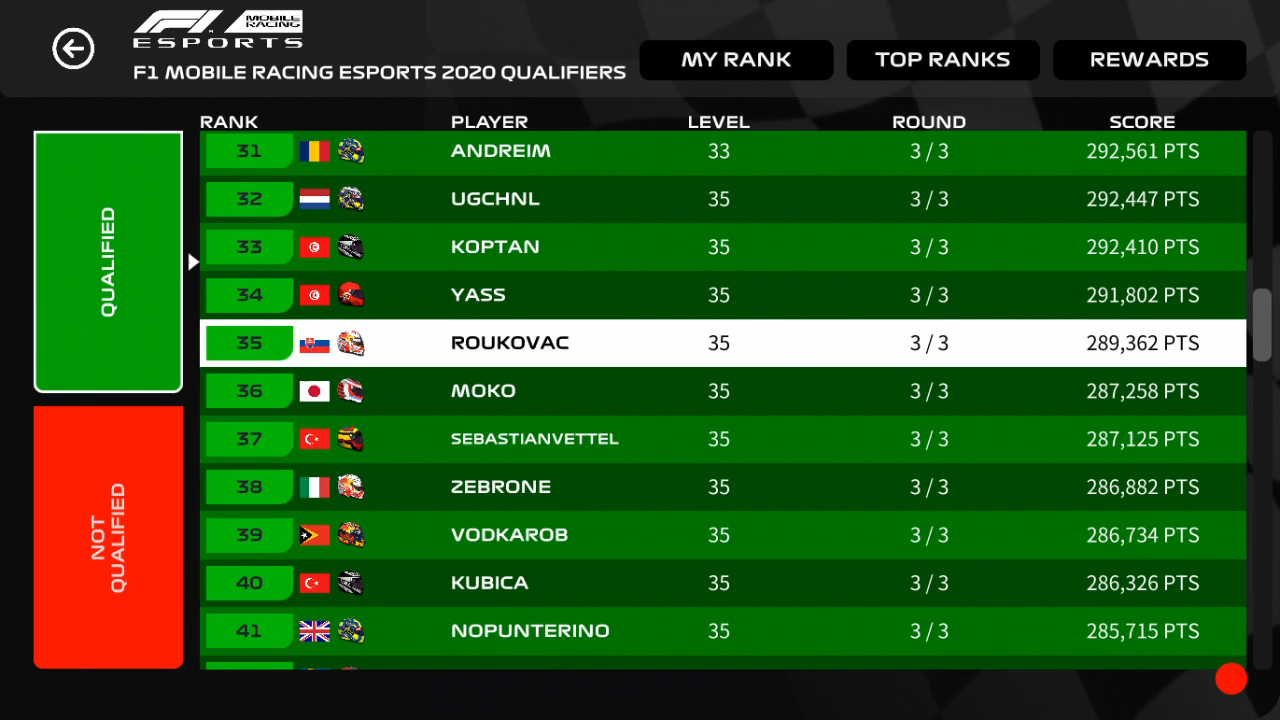 F1 MOBILE RACING
ESPORTS
F1 MOBILE RACING ESPORTS 2020 QUALIFIERS
MY RANK TOP RANKS REWARDS
RANK PLAYER LEVEL ROUND SCORE
31 ANDREIM 33 3 / 3 292,561 PTS
32 UGCHNL 35 3 / 3 292,447 PTS
33 KOPTAN 35 3 / 3 292,410 PTS
34 YASS 35 3 / 3 291,802 PTS
35 ROUKOVAC 35 3 / 3 289,362 PTS
36 MOKO 35 3 / 3 287,258 PTS
37 SEBASTIANVETTEL 35 3 / 3 287,125 PTS
38 ZEBRONE 35 3 / 3 286,882 PTS
39 VODKAROB 35 3 / 3 286,734 PTS
40 KUBICA 35 3 / 3 286,326 PTS
41 NOPUNTERINO 35 3 / 3 285,715 PTS
QUALIFIED
NOT
QUALIFIED